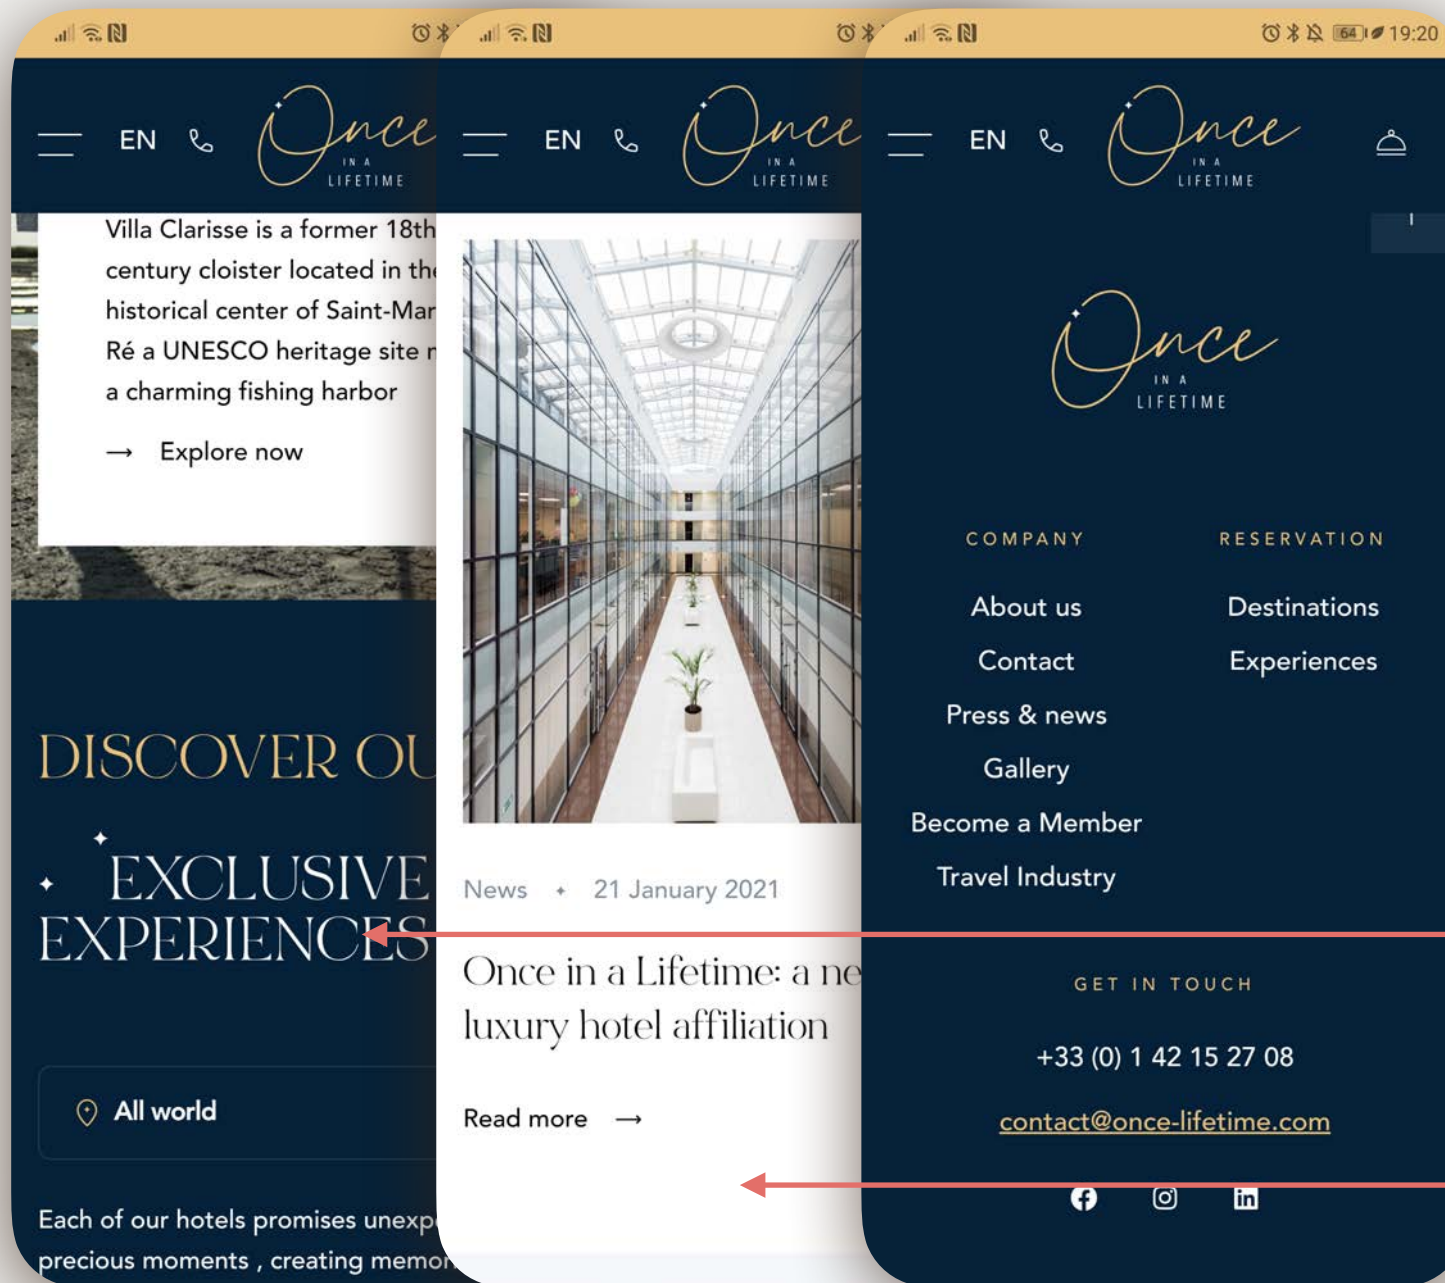 EN
Once
IN A
LIFETIME
Villa Clarisse is a former 18th
century cloister located in the
historical center of Saint-Mar
Ré a UNESCO heritage site n
a charming fishing harbor
→ Explore now
DISCOVER OU
EXCLUSIVE
EXPERIENCES
All world
Each of our hotels promises unexp
precious moments , creating memor
EN
Once
IN A
LIFETIME
News
21 January 2021
Once in a Lifetime: a ne
luxury hotel affiliation
Read more →
64 19:20
EN
Once
IN A
LIFETIME
Once
IN A
LIFETIME
COMPANY
About us
Contact
Press & news
Gallery
Become a Member
Travel Industry
RESERVATION
Destinations
Experiences
GET IN TOUCH
+33 (0) 1 42 15 27 08
contact@once-lifetime.com